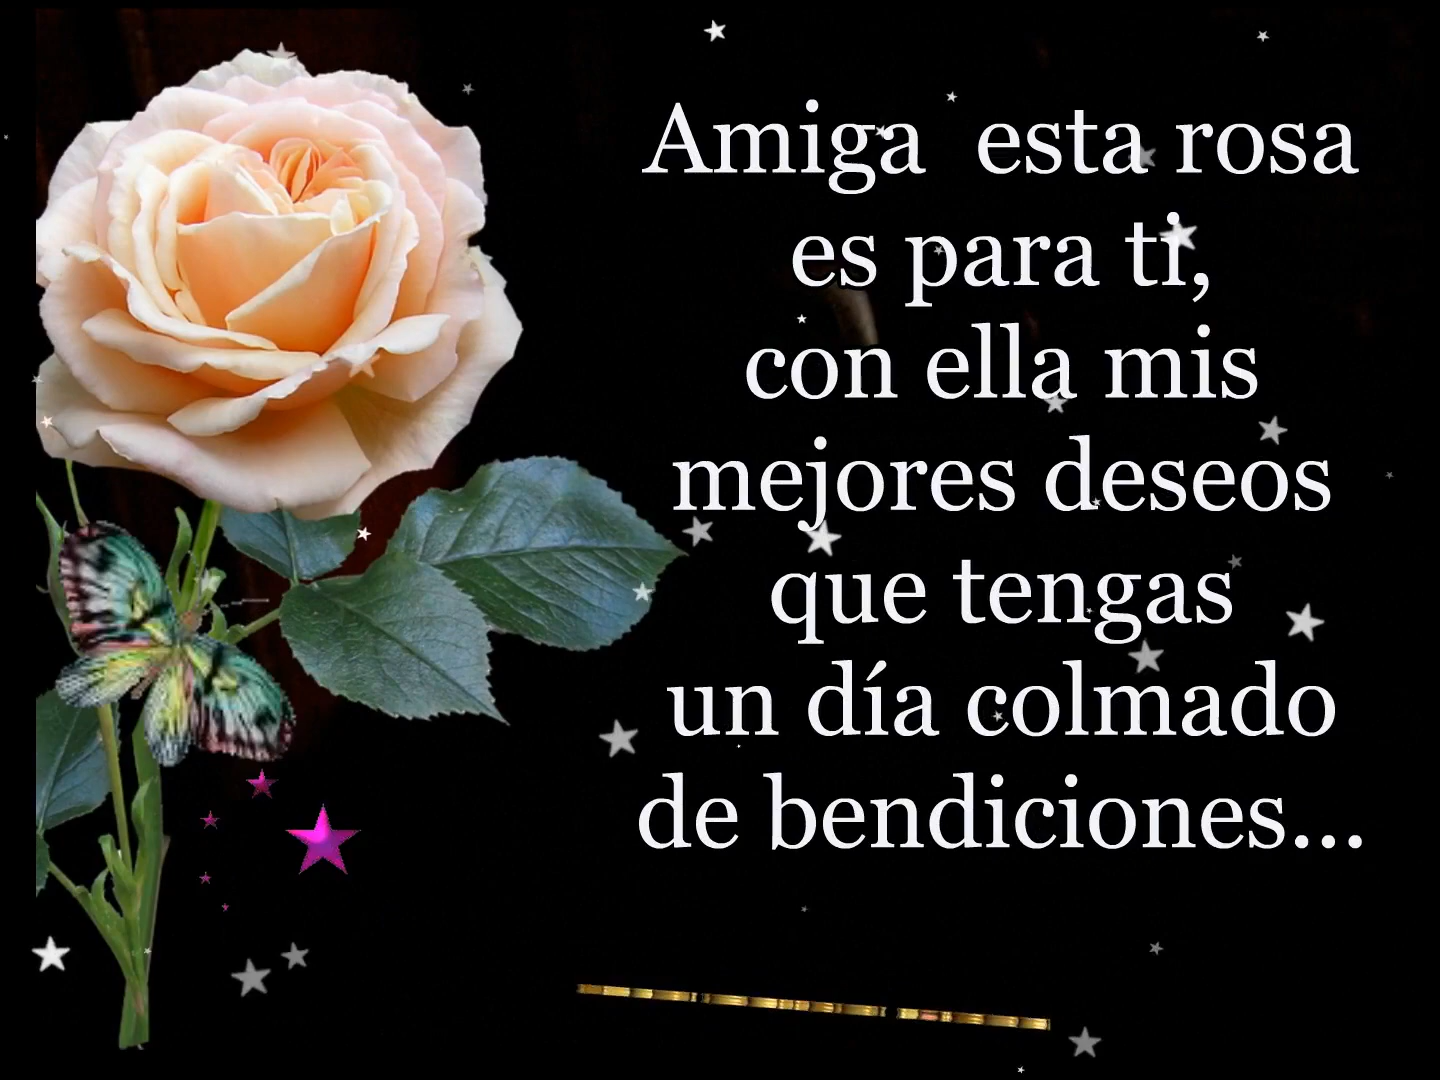 Amiga  esta rosa
es para ti,
con ella mis
mejores deseos
que tengas
un día colmado
de bendiciones...